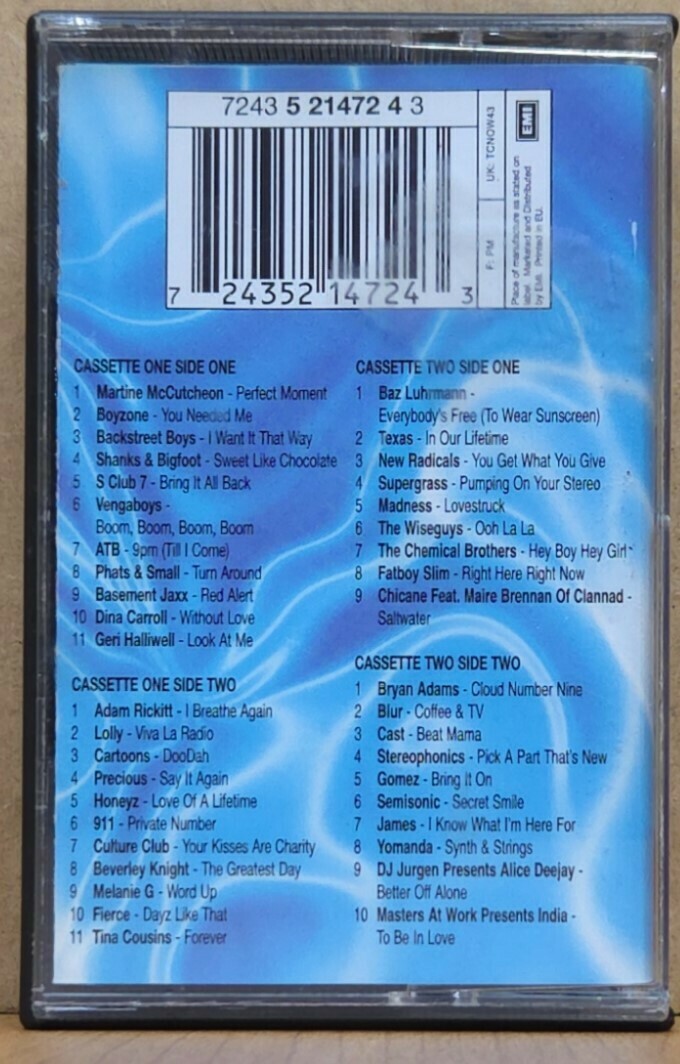 7243 5 21472 4 3
7 24352 14724 3
F: PM UK: TCNOW43
EMI
Place of manufacture as stated on
label. Marketed and Distributed
by EMI. Printed in EU.
CASSETTE ONE SIDE ONE
1 Martine McCutcheon - Perfect Moment
2 Boyzone - You Needed Me
3 Backstreet Boys - I Want It That Way
4 Shanks & Bigfoot - Sweet Like Chocolate
5 S Club 7 - Bring It All Back
6 Vengaboys -
Boom, Boom, Boom, Boom
7 ATB - 9pm (Till I Come)
8 Phats & Small - Turn Around
9 Basement Jaxx - Red Alert
10 Dina Carroll - Without Love
11 Geri Halliwell - Look At Me
CASSETTE ONE SIDE TWO
1 Adam Rickitt - I Breathe Again
2 Lolly - Viva La Radio
3 Cartoons - DooDah
4 Precious - Say It Again
5 Honeyz - Love Of A Lifetime
6 911 - Private Number
7 Culture Club - Your Kisses Are Charity
8 Beverley Knight - The Greatest Day
9 Melanie G - Word Up
10 Fierce - Dayz Like That
11 Tina Cousins - Forever
CASSETTE TWO SIDE ONE
1 Baz Luhrmann -
Everybody's Free (To Wear Sunscreen)
2 Texas - In Our Lifetime
3 New Radicals - You Get What You Give
4 Supergrass - Pumping On Your Stereo
5 Madness - Lovestruck
6 The Wiseguys - Ooh La La
7 The Chemical Brothers - Hey Boy Hey Girl
8 Fatboy Slim - Right Here Right Now
9 Chicane Feat. Maire Brennan Of Clannad -
Saltwater
CASSETTE TWO SIDE TWO
1 Bryan Adams - Cloud Number Nine
2 Blur - Coffee & TV
3 Cast - Beat Mama
4 Stereophonics - Pick A Part That's New
5 Gomez - Bring It On
6 Semisonic - Secret Smile
7 James - I Know What I'm Here For
8 Yomanda - Synth & Strings
9 DJ Jurgen Presents Alice Deejay -
Better Off Alone
10 Masters At Work Presents India -
To Be In Love